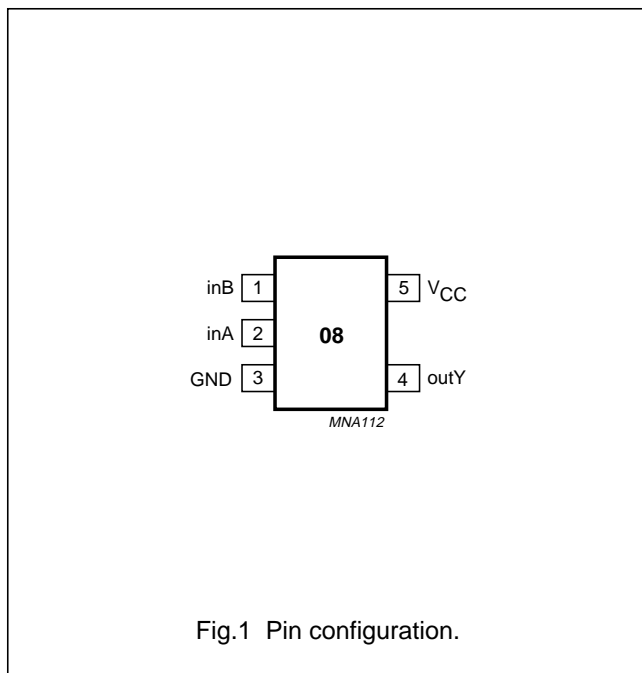 inB 1 5 VCC
inA 2 08
GND 3 4 outY
MNA112
Fig.1 Pin configuration.